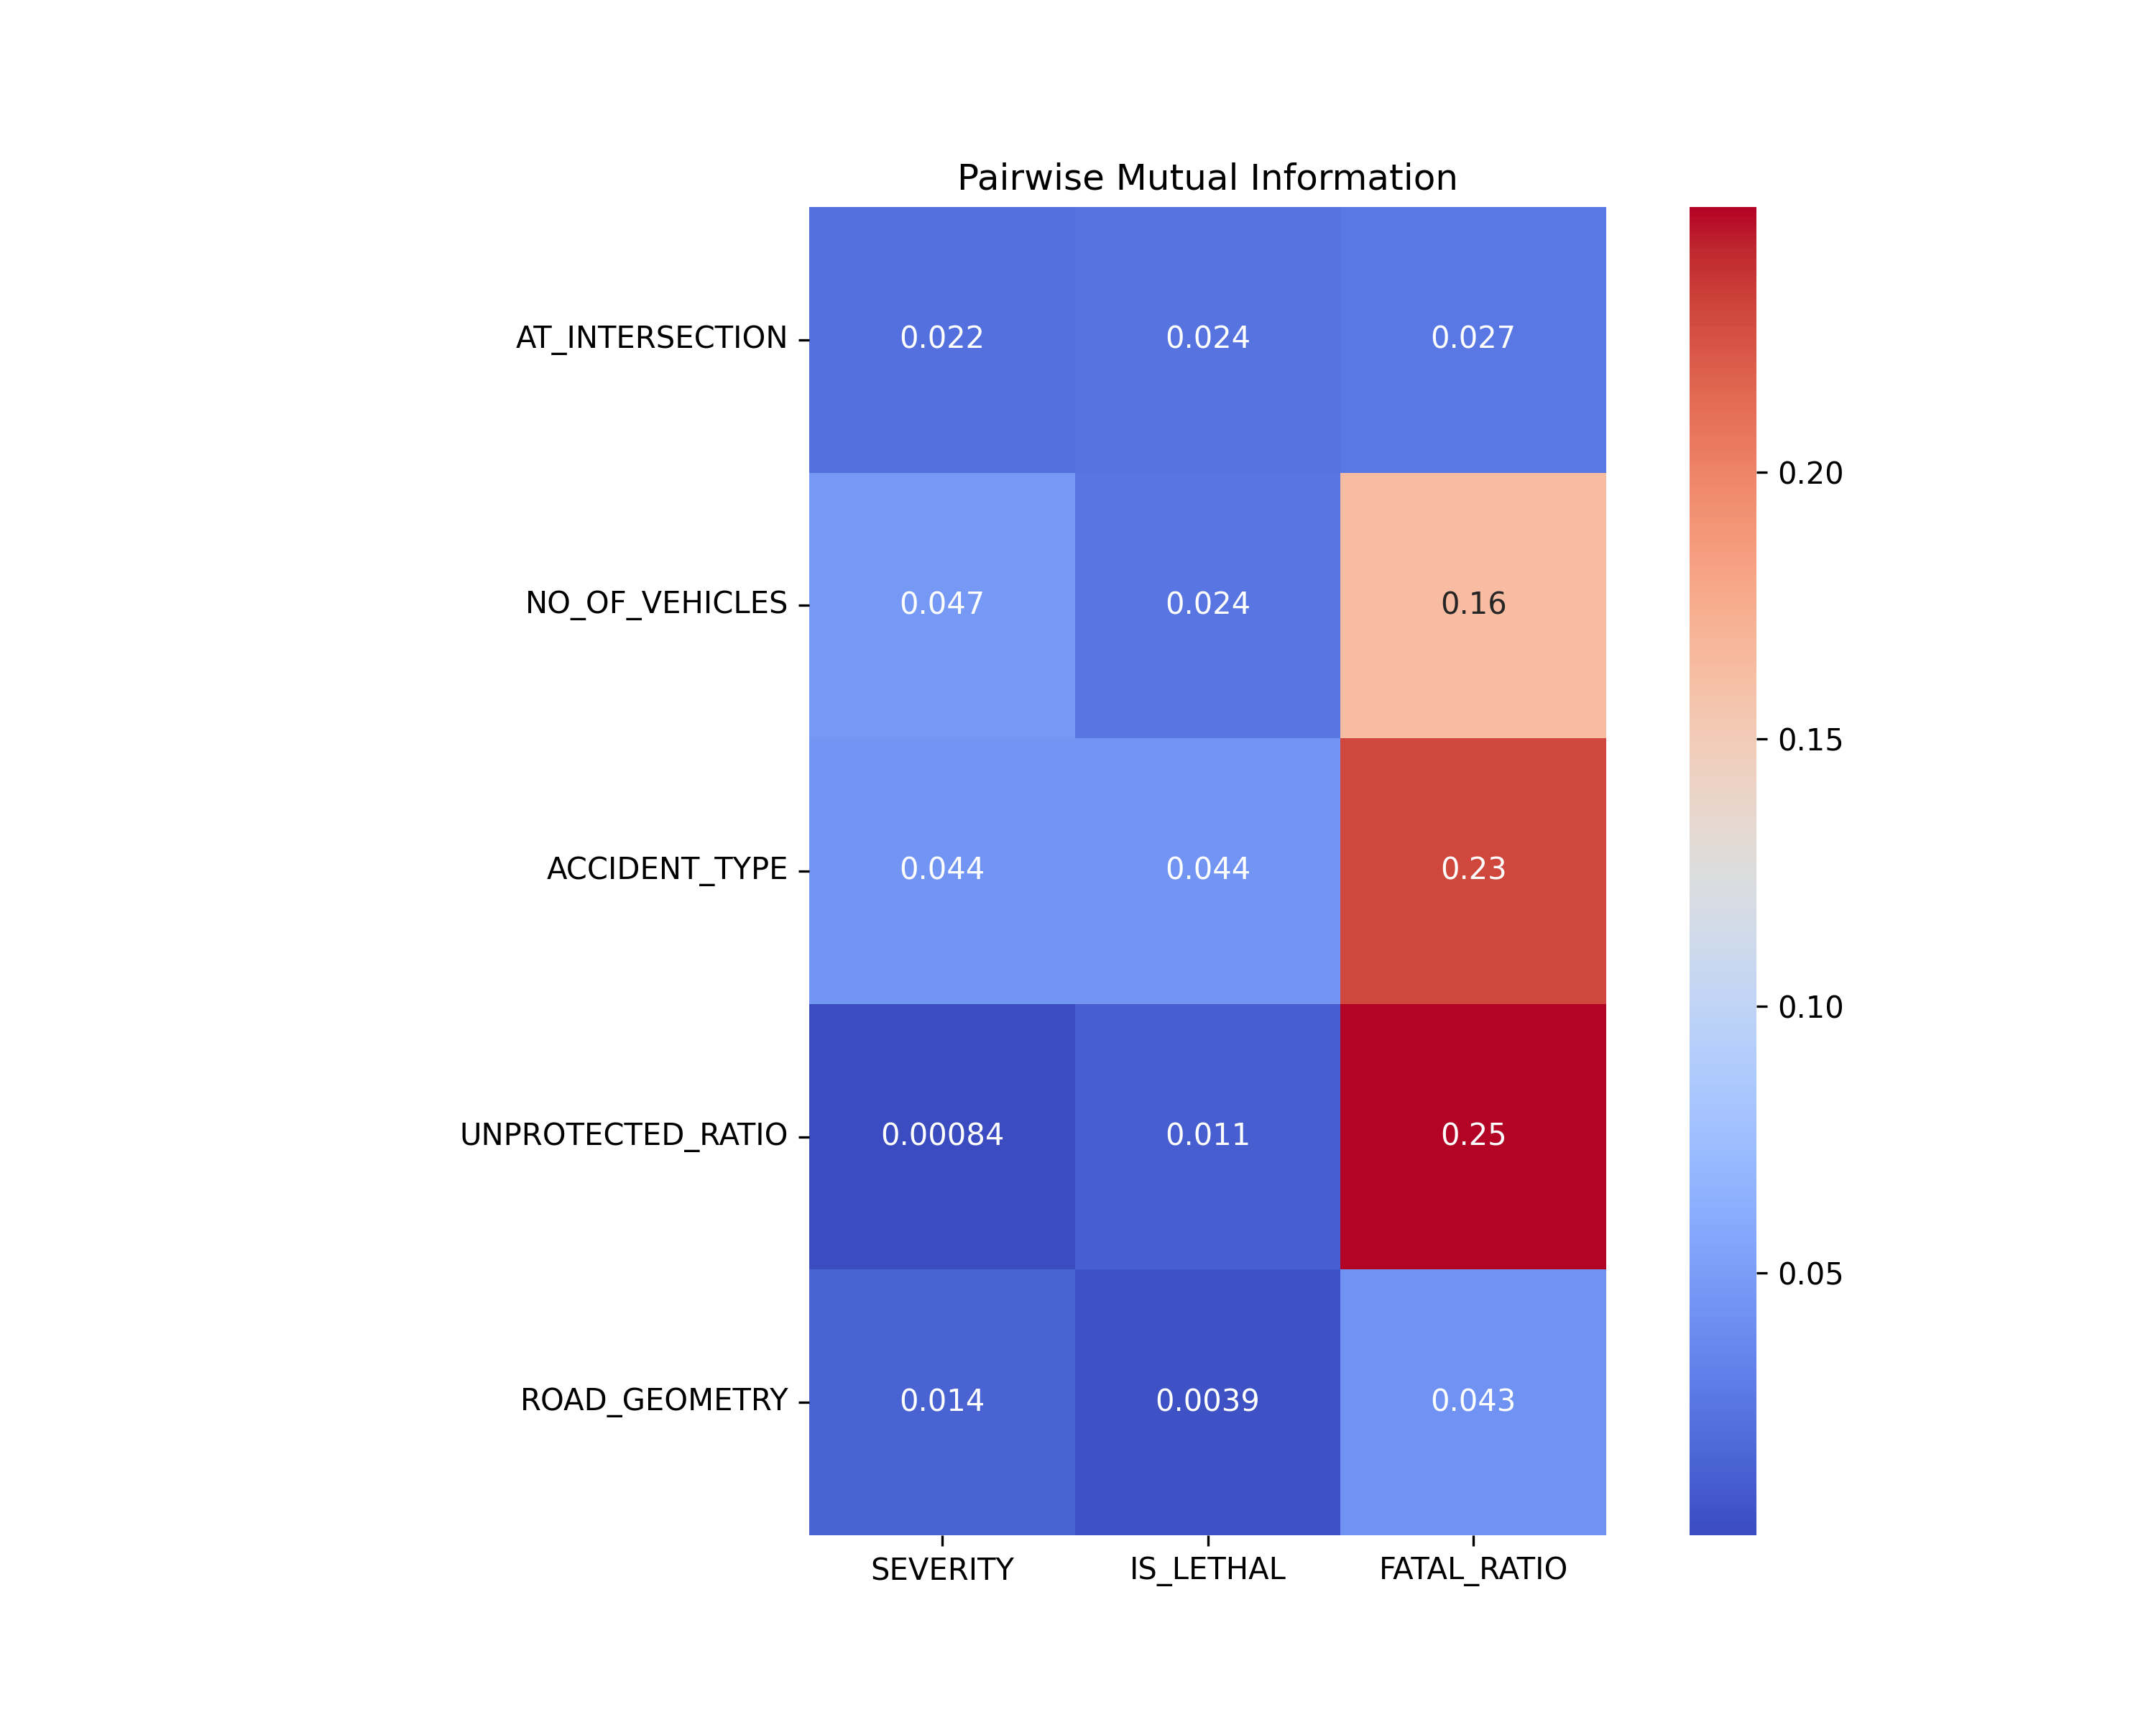 Pairwise Mutual Information
AT_INTERSECTION 0.022 0.024 0.027
NO_OF_VEHICLES 0.047 0.024 0.16
ACCIDENT_TYPE 0.044 0.044 0.23
UNPROTECTED_RATIO 0.00084 0.011 0.25
ROAD_GEOMETRY 0.014 0.0039 0.043
SEVERITY IS_LETHAL FATAL_RATIO
0.20
0.15
0.10
0.05